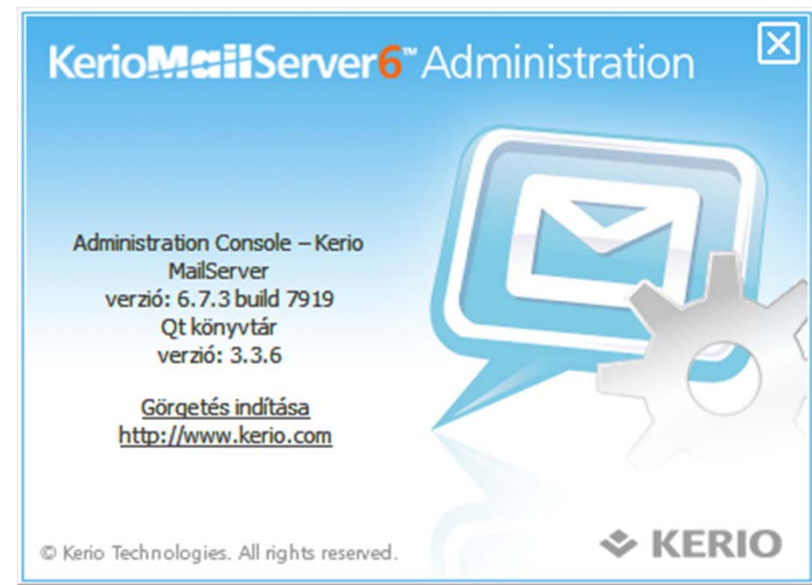 KerioMailServer6™ Administration
Administration Console – Kerio
MailServer
verzió: 6.7.3 build 7919
Qt könyvtár
verzió: 3.3.6
Görgetés indítása
http://www.kerio.com
© Kerio Technologies. All rights reserved.
KERIO